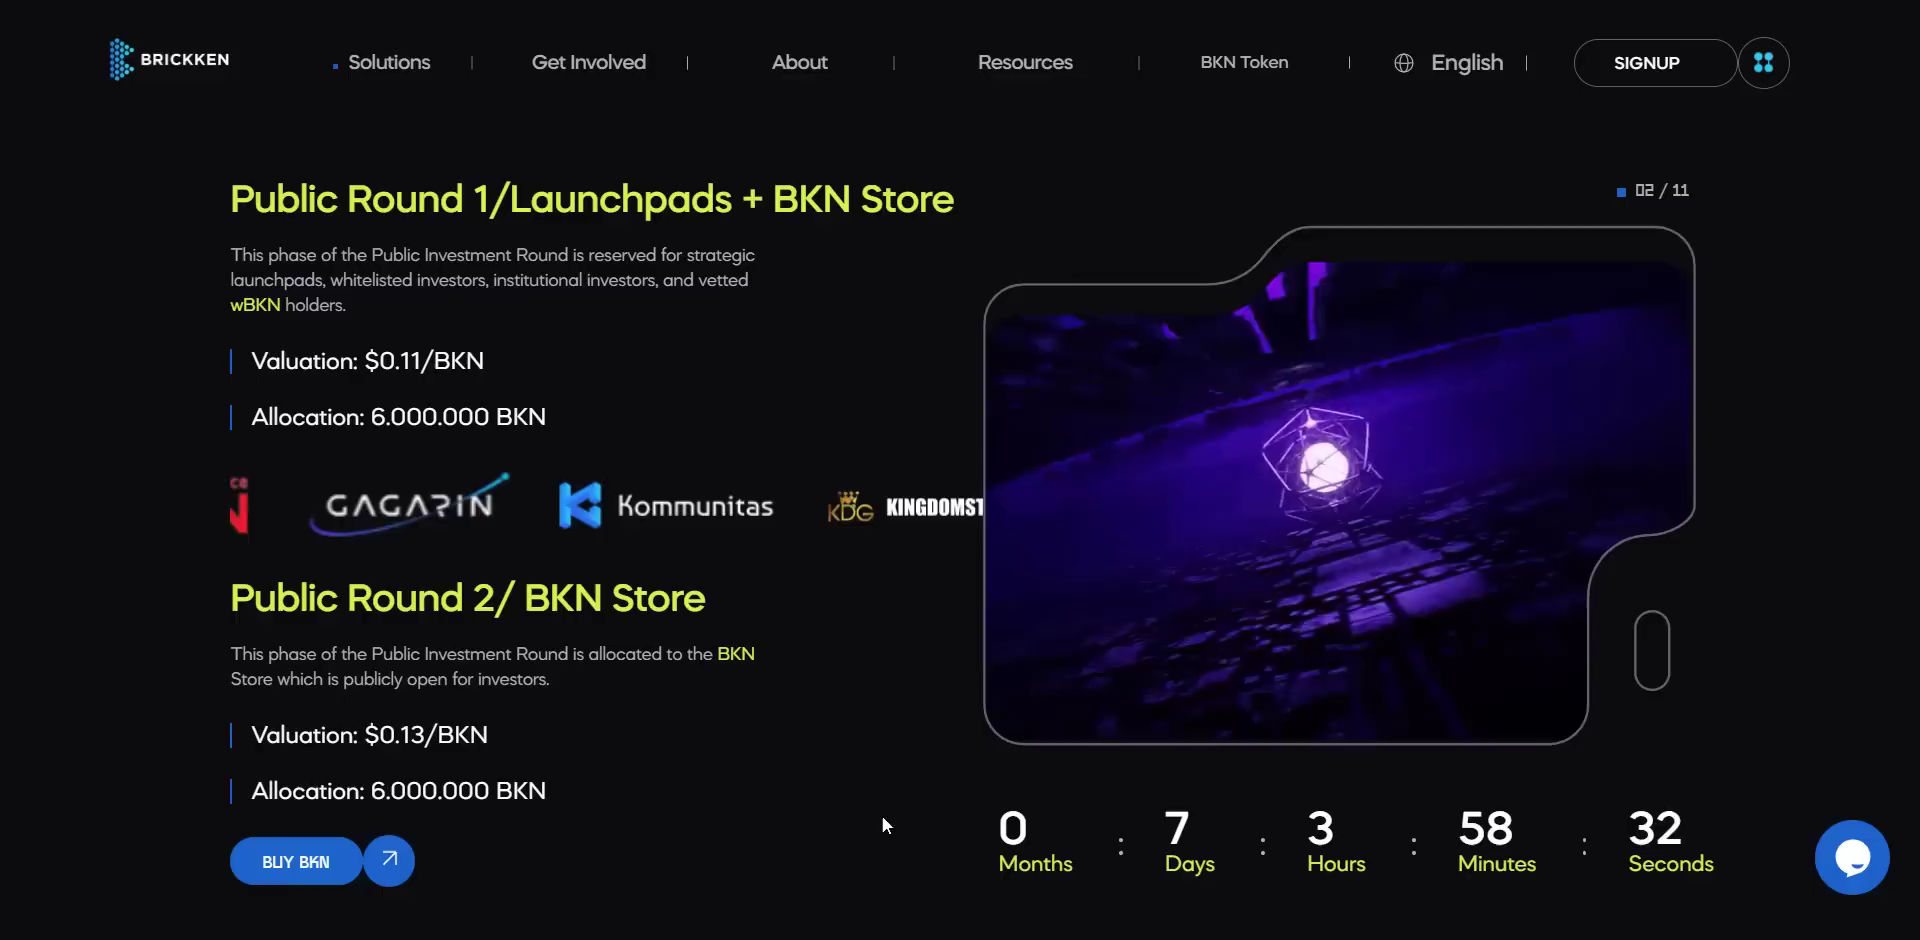 BRICKKEN
Solutions
Get Involved
About
Resources
BKN Token
English
SIGNUP
Public Round 1/Launchpads + BKN Store
This phase of the Public Investment Round is reserved for strategic
launchpads, whitelisted investors, institutional investors, and vetted
wBKN holders.
Valuation: $0.11/BKN
Allocation: 6.000.000 BKN
ce
GAGARIN
Kommunitas
KDG KINGDOMST
Public Round 2/ BKN Store
This phase of the Public Investment Round is allocated to the BKN
Store which is publicly open for investors.
Valuation: $0.13/BKN
Allocation: 6.000.000 BKN
BUY BKN
02 / 11
0 : 7 : 3 : 58 : 32
Months Days Hours Minutes Seconds